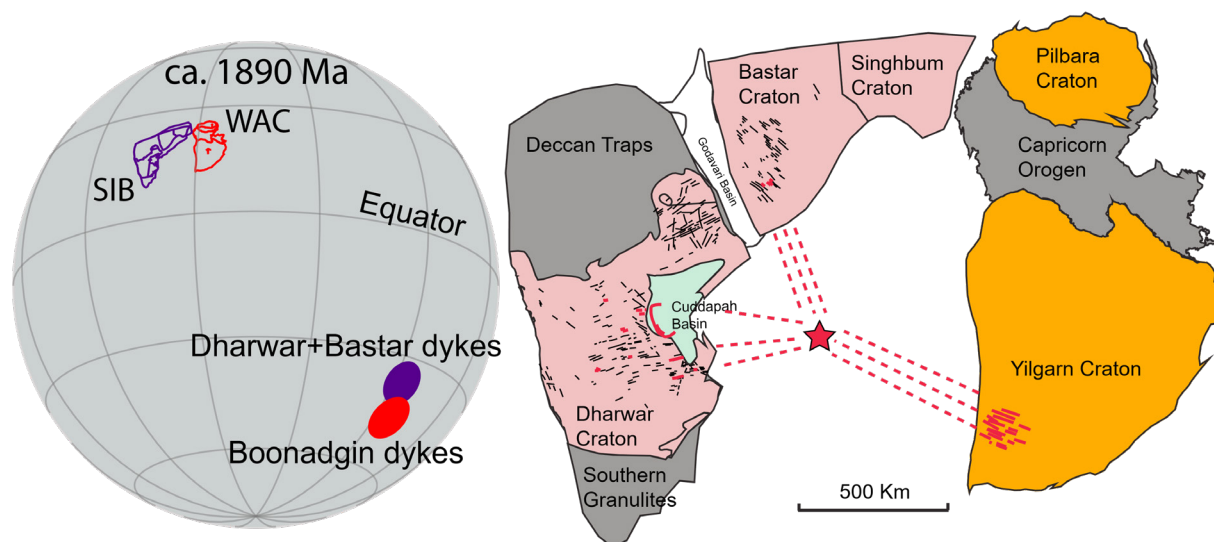 ca. 1890 Ma
WAC
SIB
Equator
Dharwar+Bastar dykes
Boonadgin dykes
Deccan Traps
Godavari Basin
Bastar
Craton
Singhbum
Craton
Pilbara
Craton
Capricorn
Orogen
Cuddapah
Basin
Yilgarn Craton
Dharwar
Craton
Southern
Granulites
500 Km